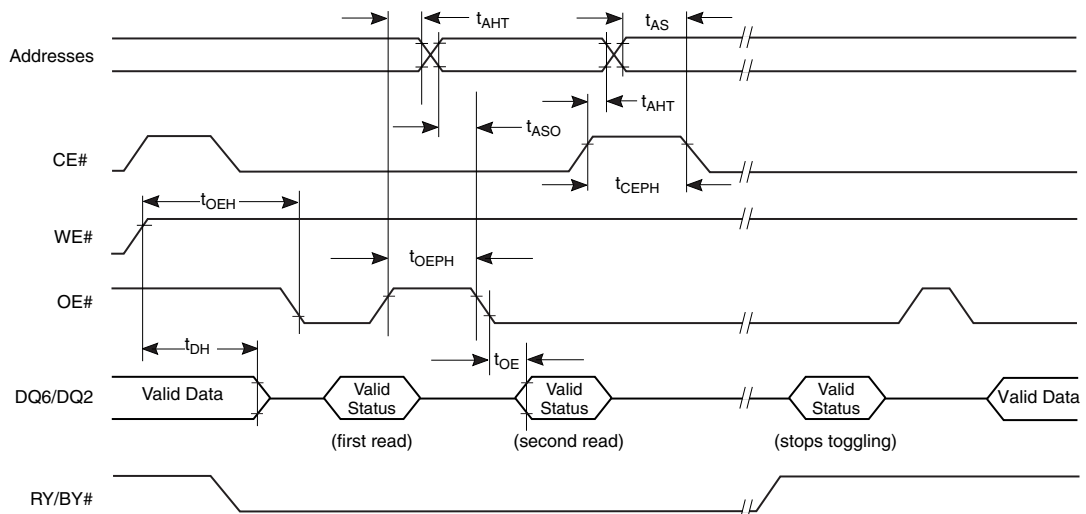 tAHT
tAS
Addresses
tAHT
tASO
CE#
tCEPH
tOEH
WE#
tOEPH
OE#
tDH
tOE
DQ6/DQ2
Valid Data
Valid
Status
Valid
Status
Valid
Status
Valid Data
(first read)
(second read)
(stops toggling)
RY/BY#